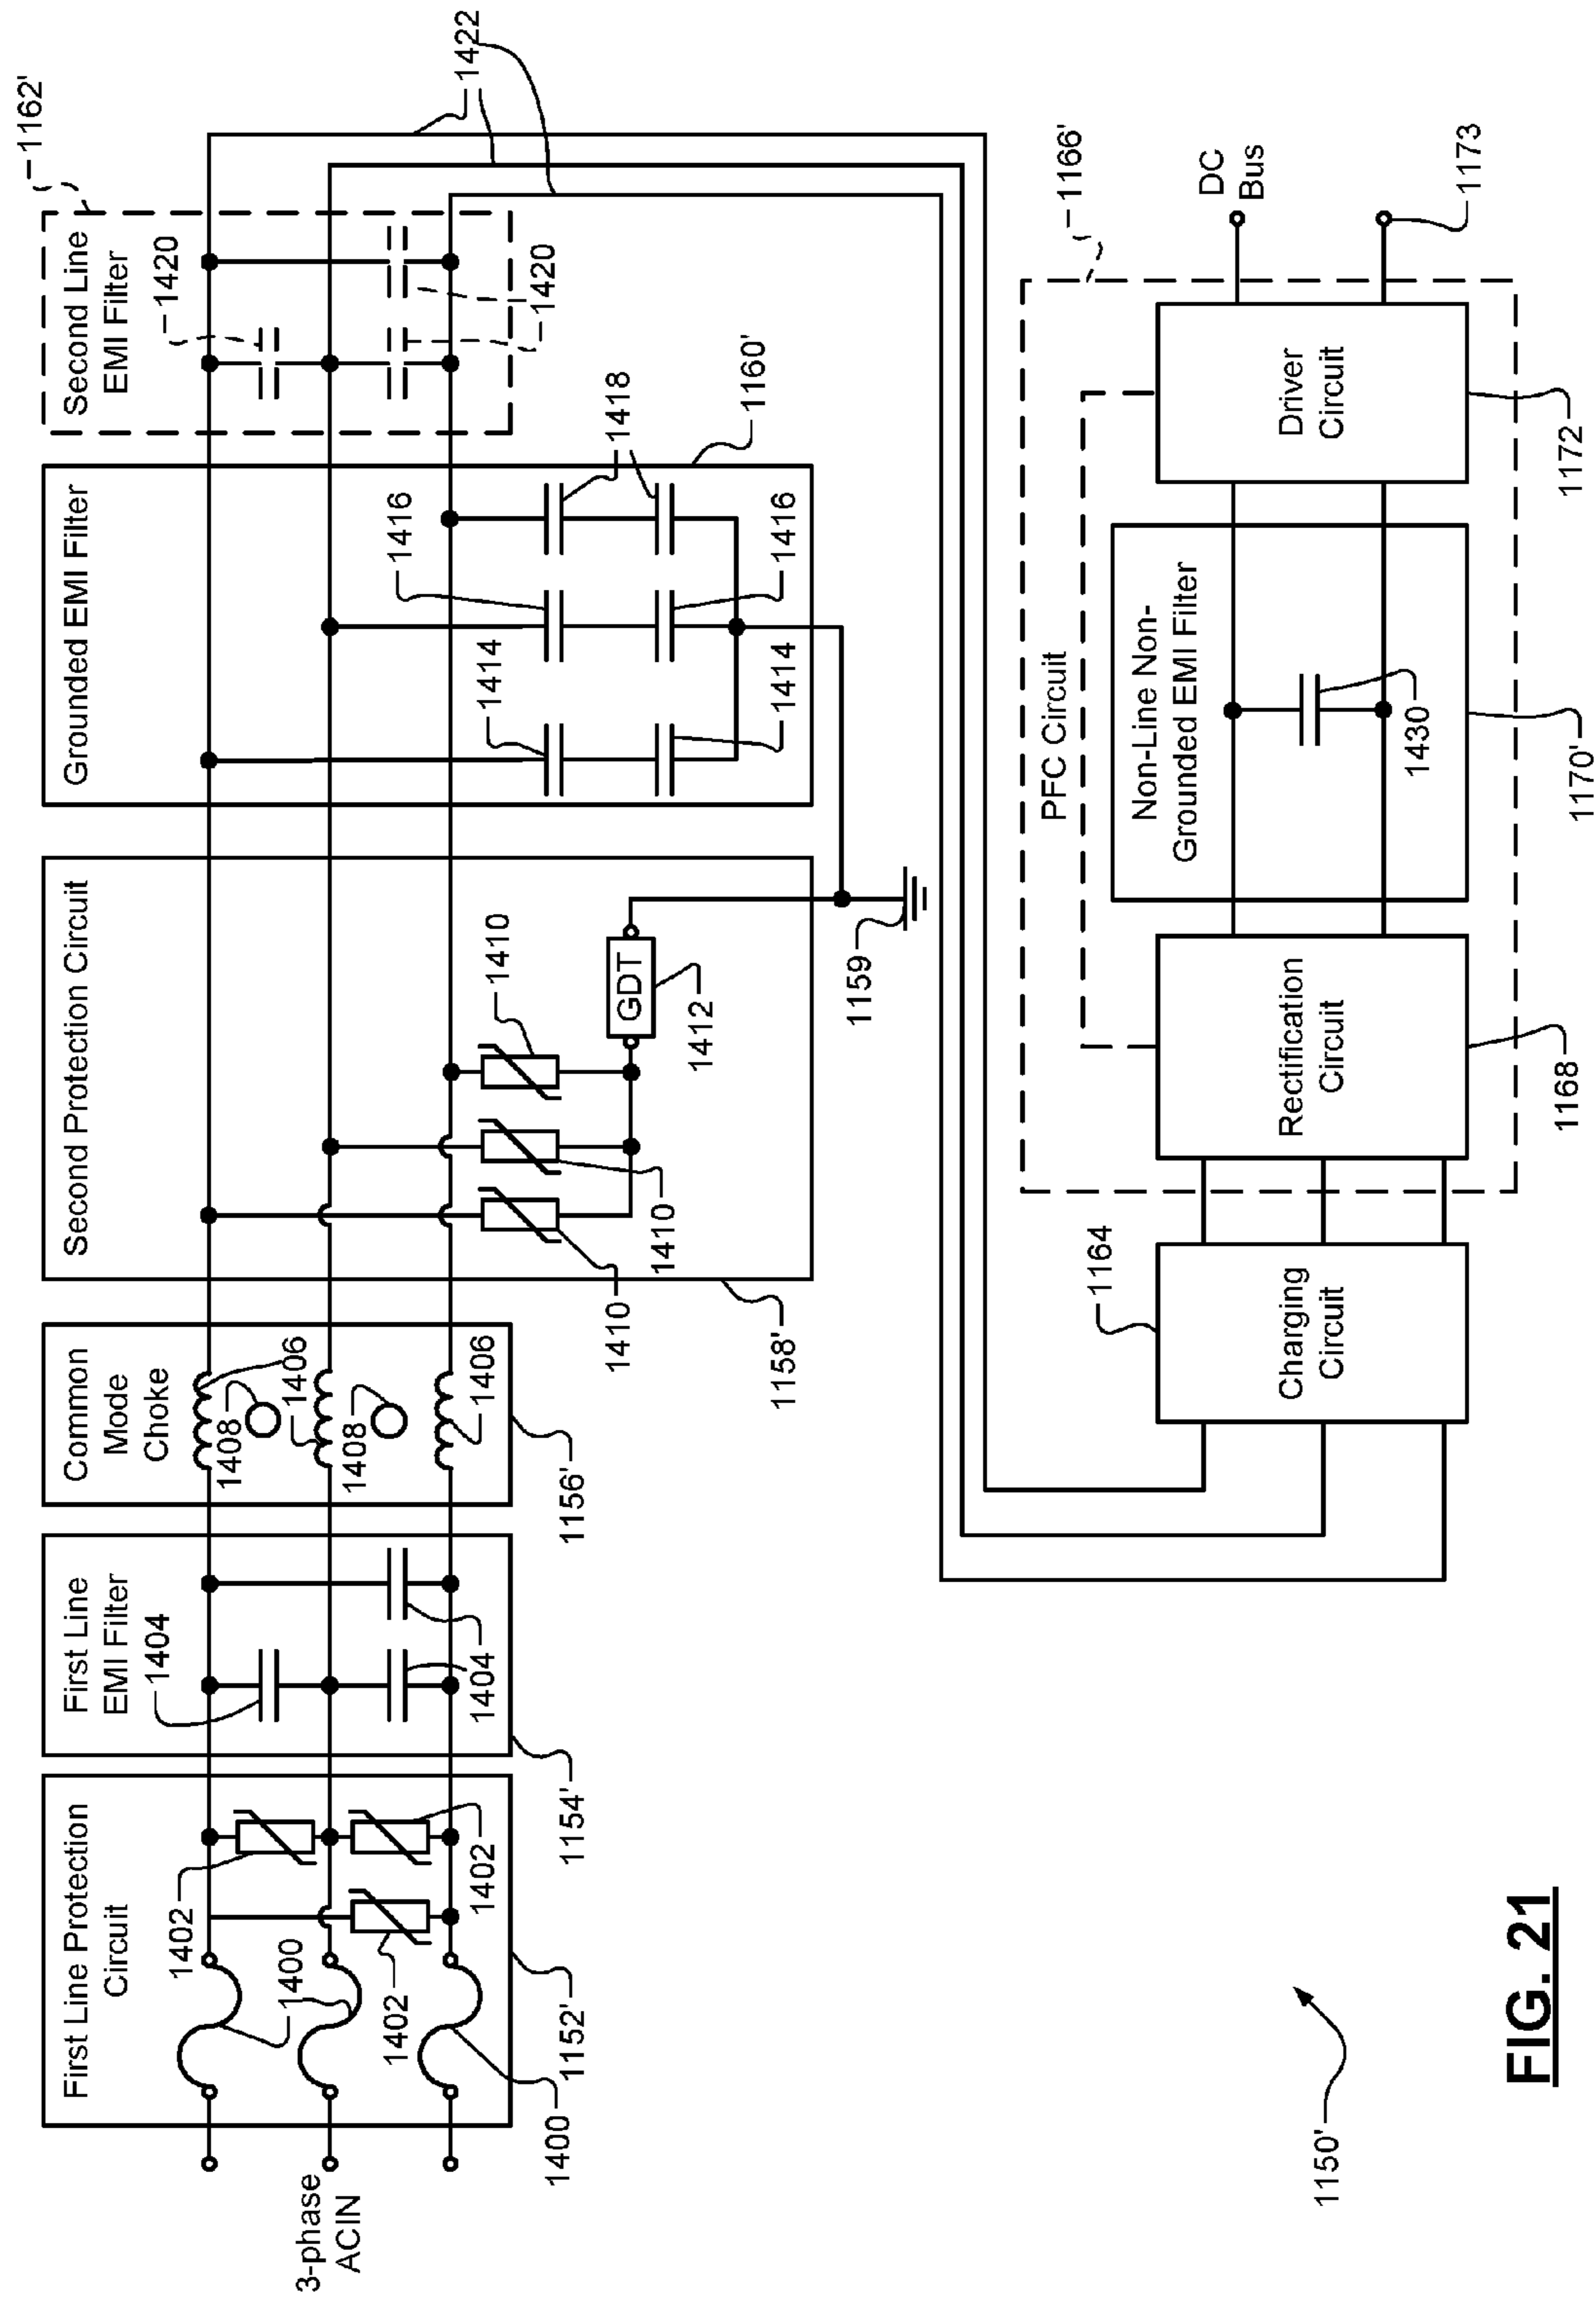 First Line Protection
Circuit
1402
1400
1402
1402
1400
1152'
3-phase
ACIN
First Line
EMI Filter
1404
1404
1154'
Common
Mode
Choke
1408
1406
1408
1406
1156'
Second Protection Circuit
1410
1410
1410
GDT
1412
1158'
1159
Grounded EMI Filter
1414
1414
1416
1416
1418
1160'
Second Line
EMI Filter
1420
1420
1162'
1422
1164
Charging
Circuit
PFC Circuit
1166'
Rectification
Circuit
1168
Non-Line Non-
Grounded EMI Filter
1430
1170'
Driver
Circuit
1172
DC
Bus
1173
1150'
FIG. 21